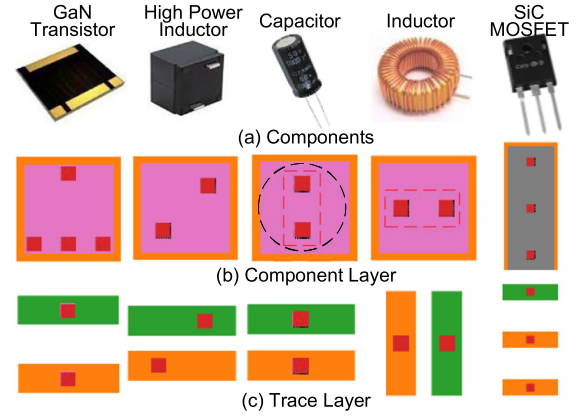 GaN
Transistor
High Power
Inductor
Capacitor
Inductor
SiC
MOSFET
(a) Components
(b) Component Layer
(c) Trace Layer